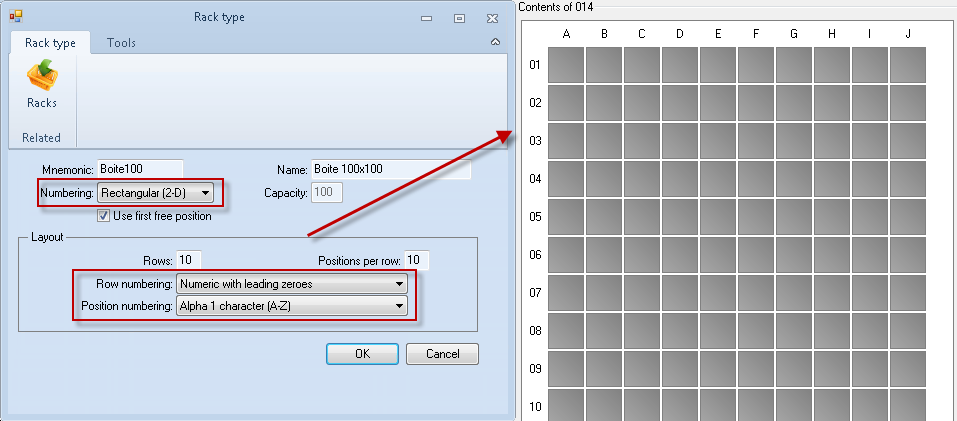 Rack type
Rack type Tools
Racks
Related
Mnemonic: Boite100 Name: Boite 100x100
Numbering: Rectangular (2-D) Capacity: 100
Use first free position
Layout
Rows: 10 Positions per row: 10
Row numbering: Numeric with leading zeroes
Position numbering: Alpha 1 character (A-Z)
OK Cancel
Contents of 014
A B C D E F G H I J
01
02
03
04
05
06
07
08
09
10